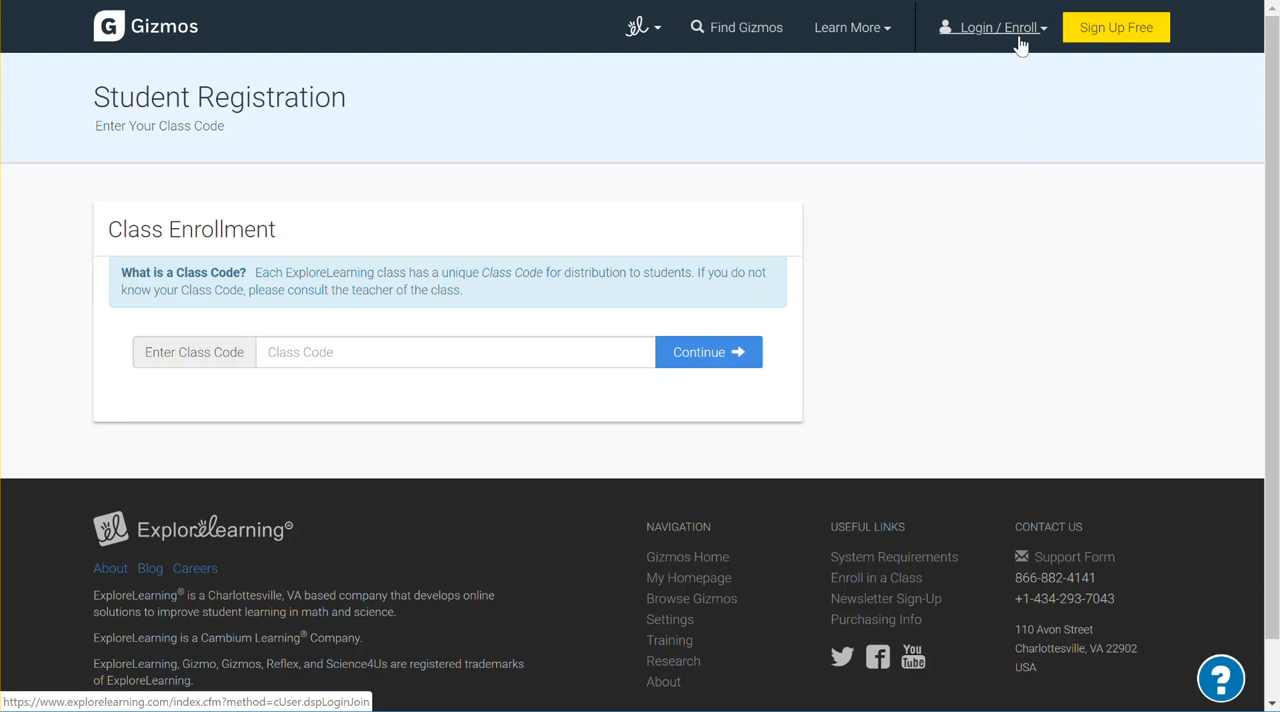 G Gizmos
Find Gizmos
Learn More
Login / Enroll
Sign Up Free
Student Registration
Enter Your Class Code
Class Enrollment
What is a Class Code? Each ExploreLearning class has a unique Class Code for distribution to students. If you do not
know your Class Code, please consult the teacher of the class.
Enter Class Code
Class Code
Continue
ExploreLearning®
About Blog Careers
ExploreLearning® is a Charlottesville, VA based company that develops online
solutions to improve student learning in math and science.
ExploreLearning is a Cambium Learning® Company.
ExploreLearning, Gizmo, Gizmos, Reflex, and Science4Us are registered trademarks
of ExploreLearning.
NAVIGATION
Gizmos Home
My Homepage
Browse Gizmos
Settings
Training
Research
About
USEFUL LINKS
System Requirements
Enroll in a Class
Newsletter Sign-Up
Purchasing Info
You
Tube
CONTACT US
Support Form
866-882-4141
+1-434-293-7043
110 Avon Street
Charlottesville, VA 22902
USA
?
https://www.explorelearning.com/index.cfm?method=cUser.dspLoginJoin